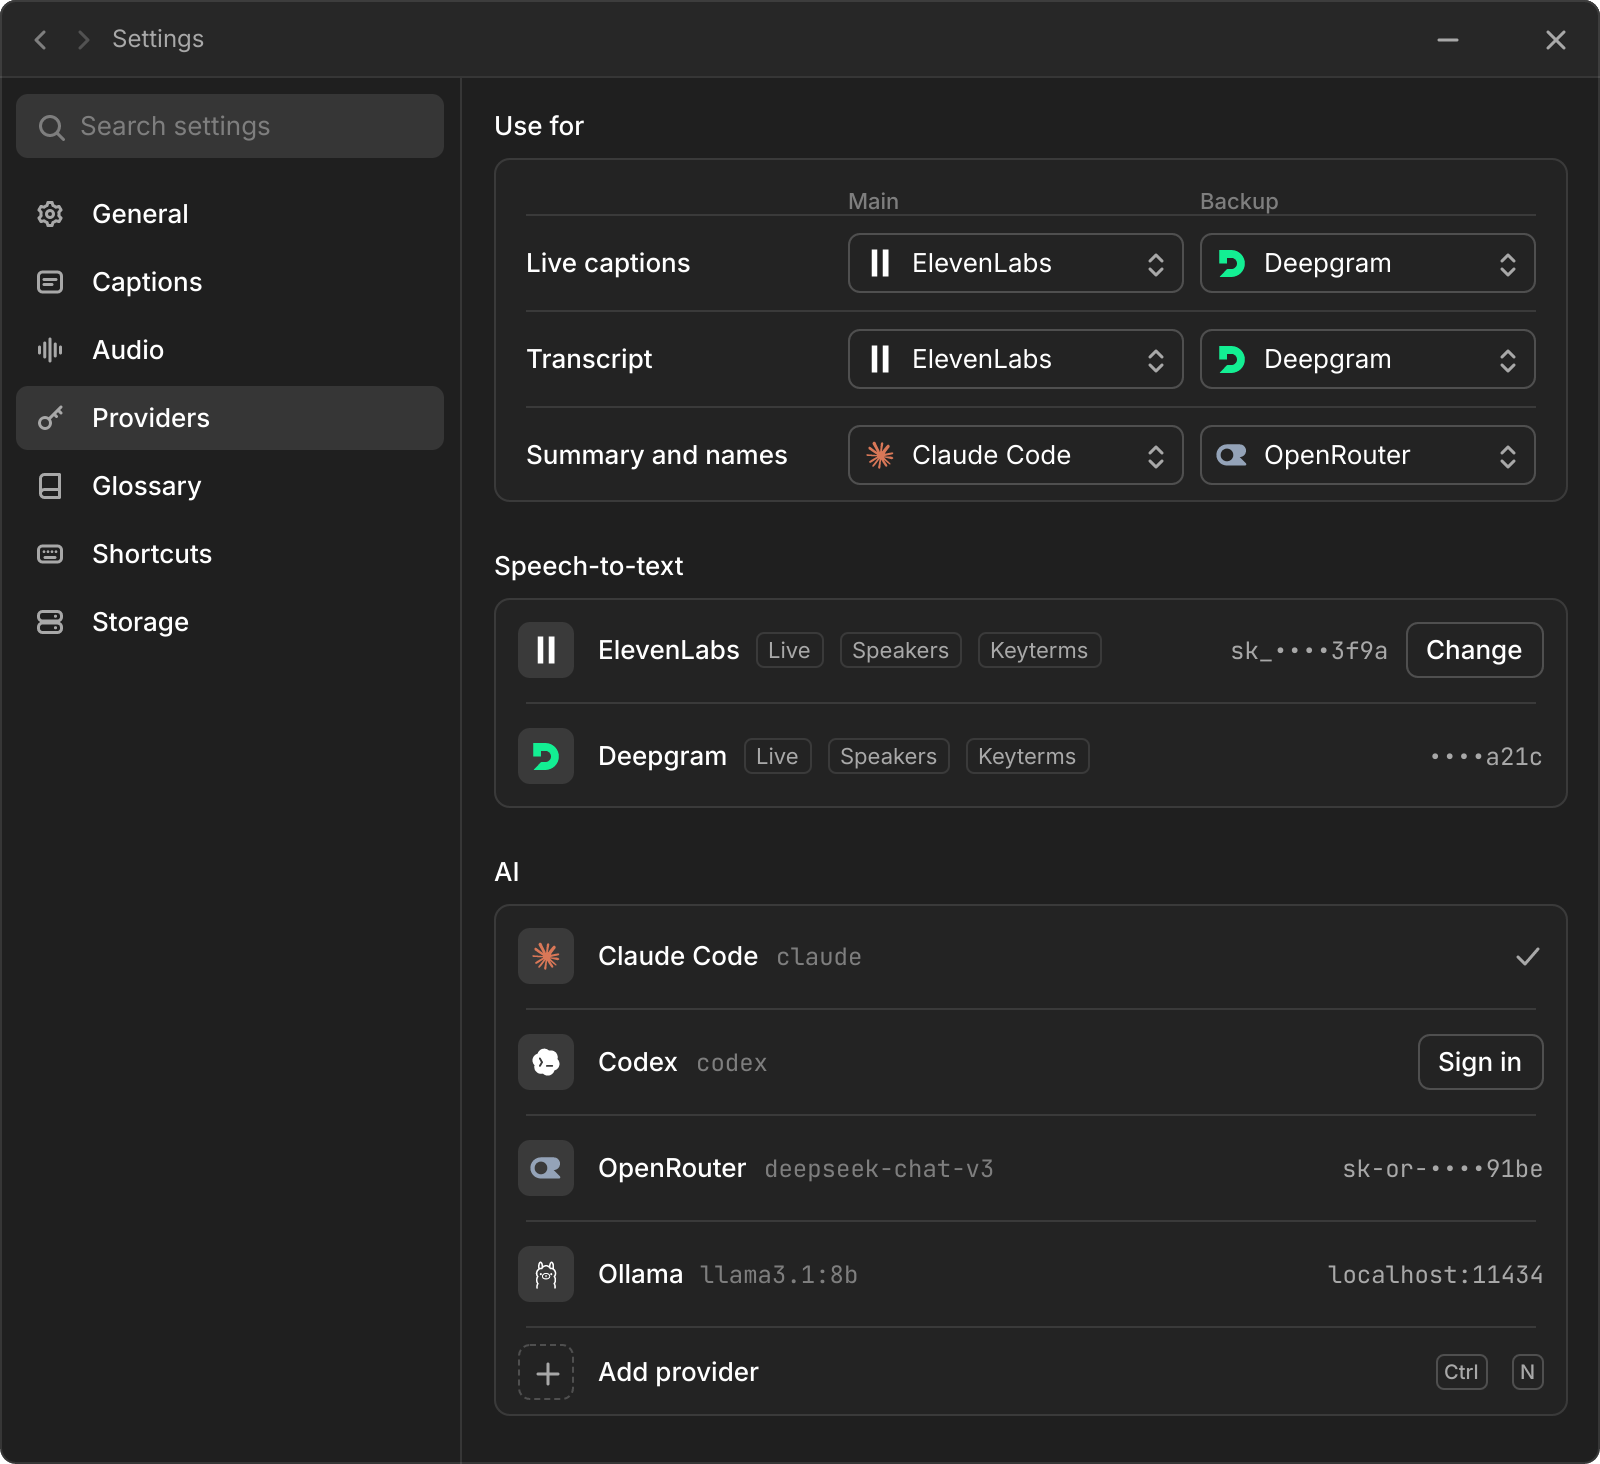 Settings
Search settings
General
Captions
Audio
Providers
Glossary
Shortcuts
Storage
Use for
Main Backup
Live captions ElevenLabs Deepgram
Transcript ElevenLabs Deepgram
Summary and names Claude Code OpenRouter
Speech-to-text
ElevenLabs Live Speakers Keyterms sk_••••3f9a Change
Deepgram Live Speakers Keyterms ••••a21c
AI
Claude Code claude
Codex codex Sign in
OpenRouter deepseek-chat-v3 sk-or-••••91be
Ollama llama3.1:8b localhost:11434
Add provider Ctrl N